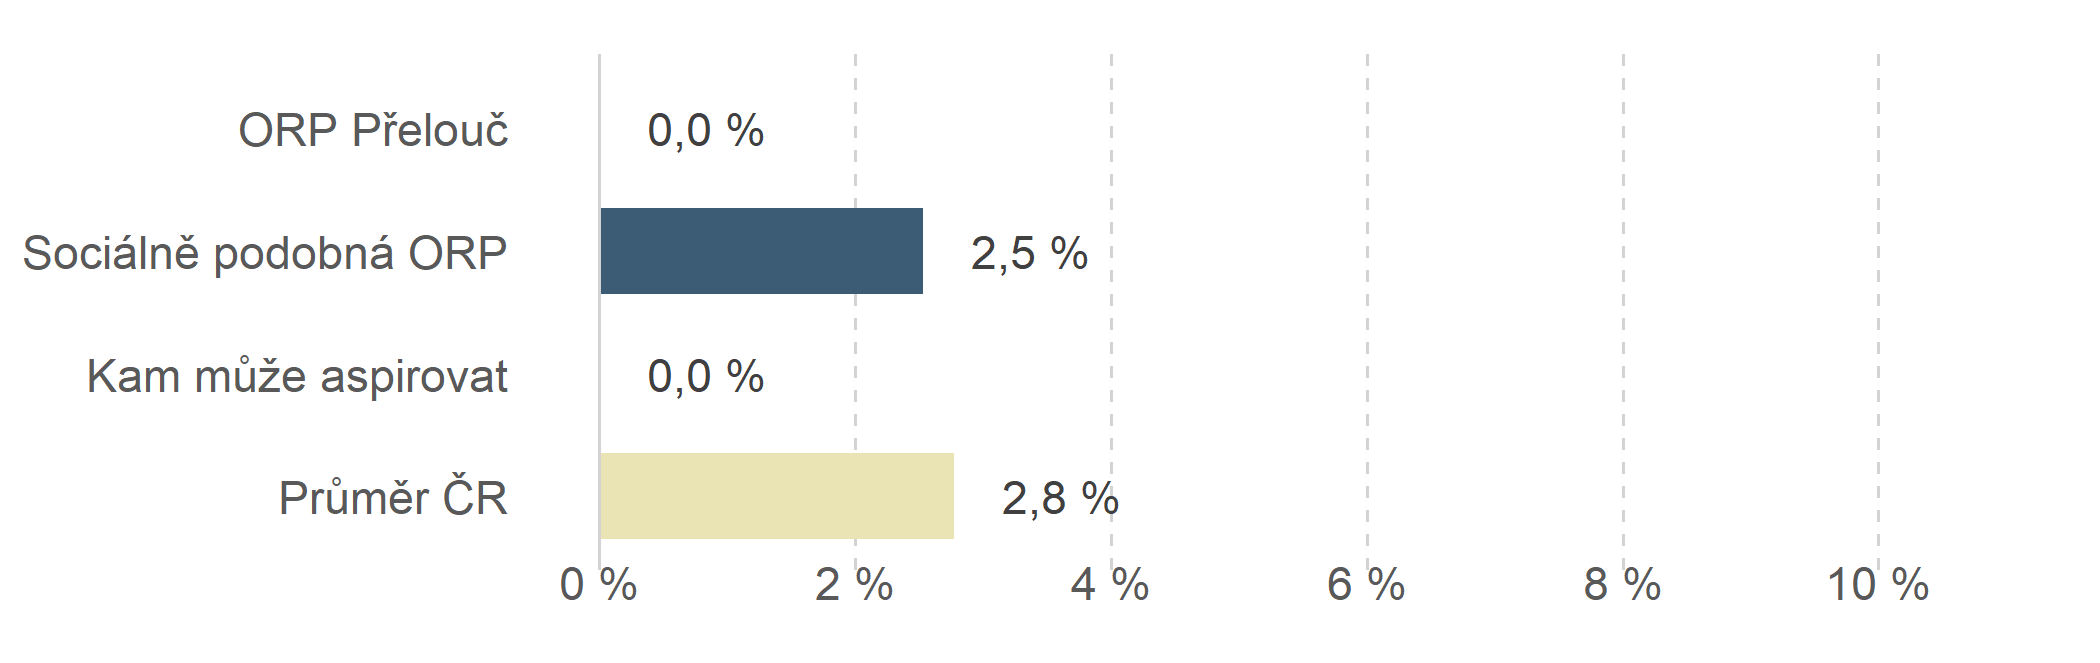 ORP Přelouč 0,0 %
Sociálně podobná ORP 2,5 %
Kam může aspirovat 0,0 %
Průměr ČR 2,8 %
0 % 2 % 4 % 6 % 8 % 10 %